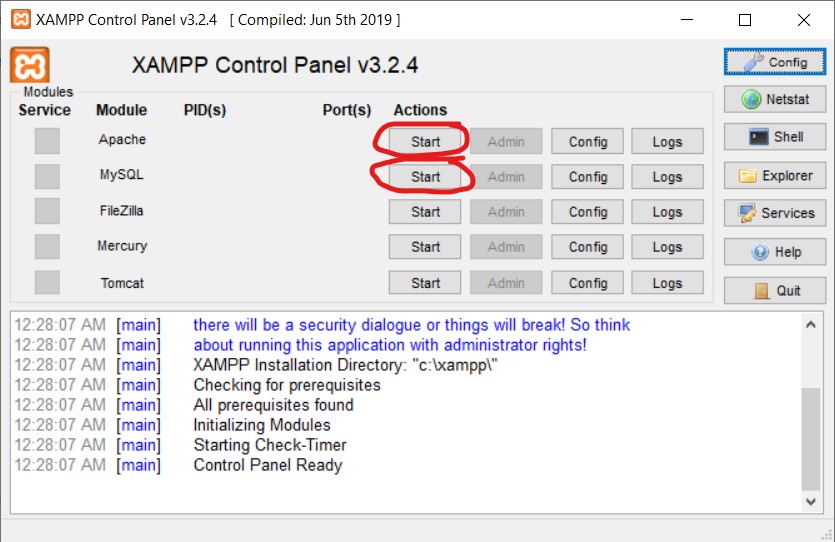 XAMPP Control Panel v3.2.4 [ Compiled: Jun 5th 2019 ]
XAMPP Control Panel v3.2.4
Config
Modules
Service Module PID(s) Port(s) Actions
Netstat
Apache Start Admin Config Logs
Shell
MySQL Start Admin Config Logs
Explorer
FileZilla Start Admin Config Logs
Services
Mercury Start Admin Config Logs
Help
Tomcat Start Admin Config Logs
Quit
12:28:07 AM [main] there will be a security dialogue or things will break! So think
12:28:07 AM [main] about running this application with administrator rights!
12:28:07 AM [main] XAMPP Installation Directory: "c:\xampp\"
12:28:07 AM [main] Checking for prerequisites
12:28:07 AM [main] All prerequisites found
12:28:07 AM [main] Initializing Modules
12:28:07 AM [main] Starting Check-Timer
12:28:07 AM [main] Control Panel Ready